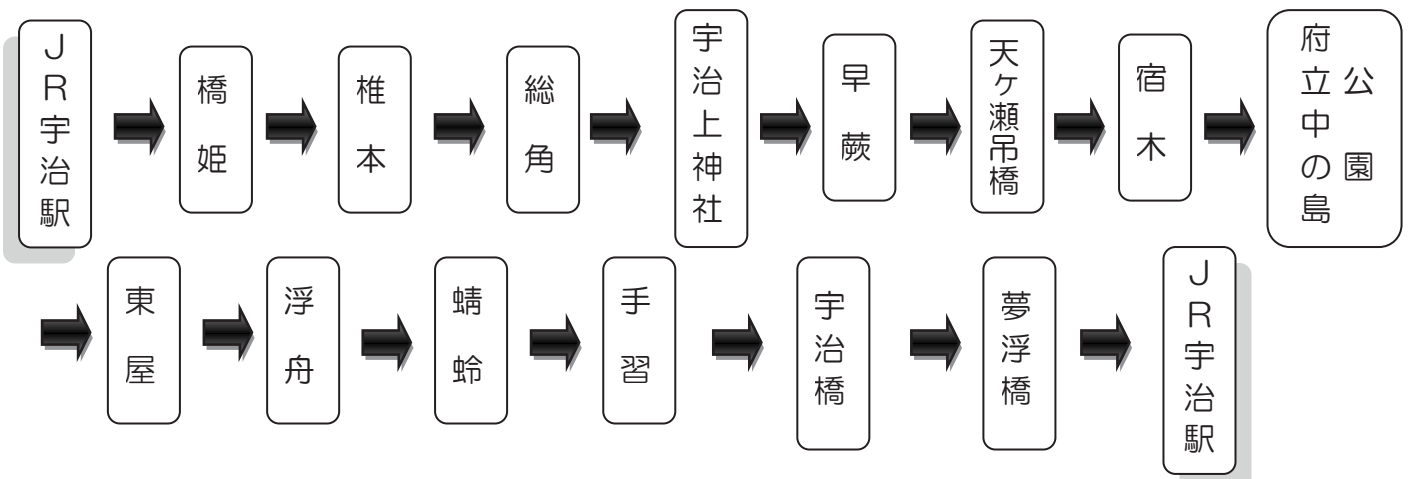 JR宇治駅
橋姫
椎本
総角
宇治上神社
早蕨
天ヶ瀬吊橋
宿木
府立中の島
公園
東屋
浮舟
蜻蛉
手習
宇治橋
夢浮橋
JR宇治駅